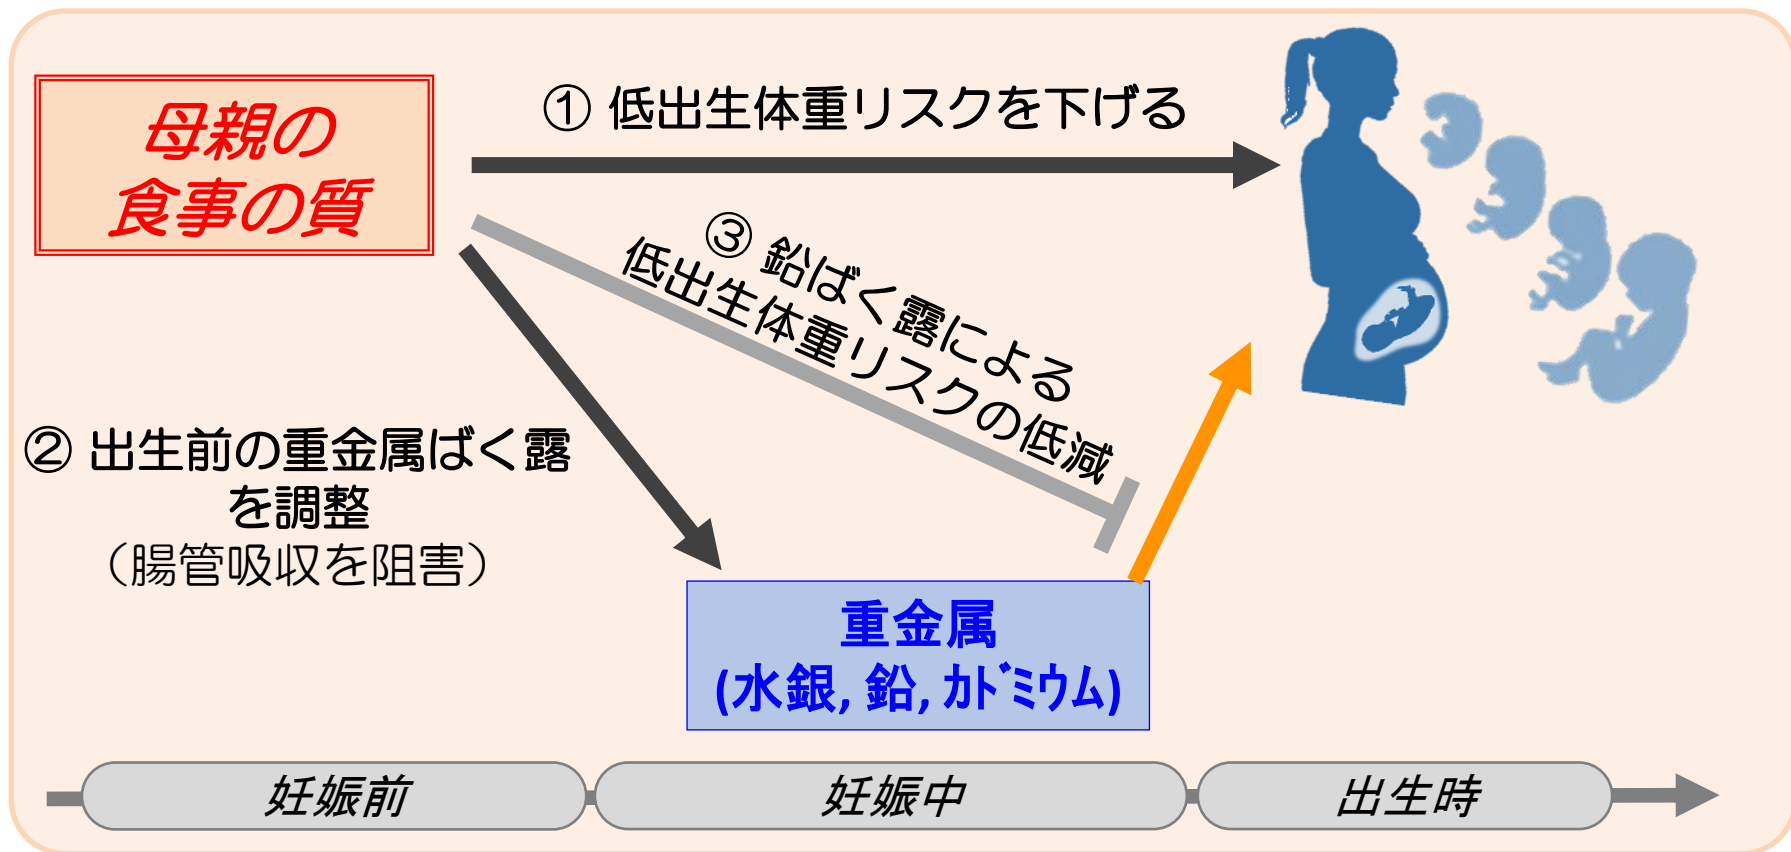 母親の
食事の質
① 低出生体重リスクを下げる
③ 鉛ばく露による
低出生体重リスクの低減
② 出生前の重金属ばく露
を調整
（腸管吸収を阻害）
重金属
(水銀, 鉛, ｶﾄﾞﾐｳﾑ)
妊娠前
妊娠中
出生時